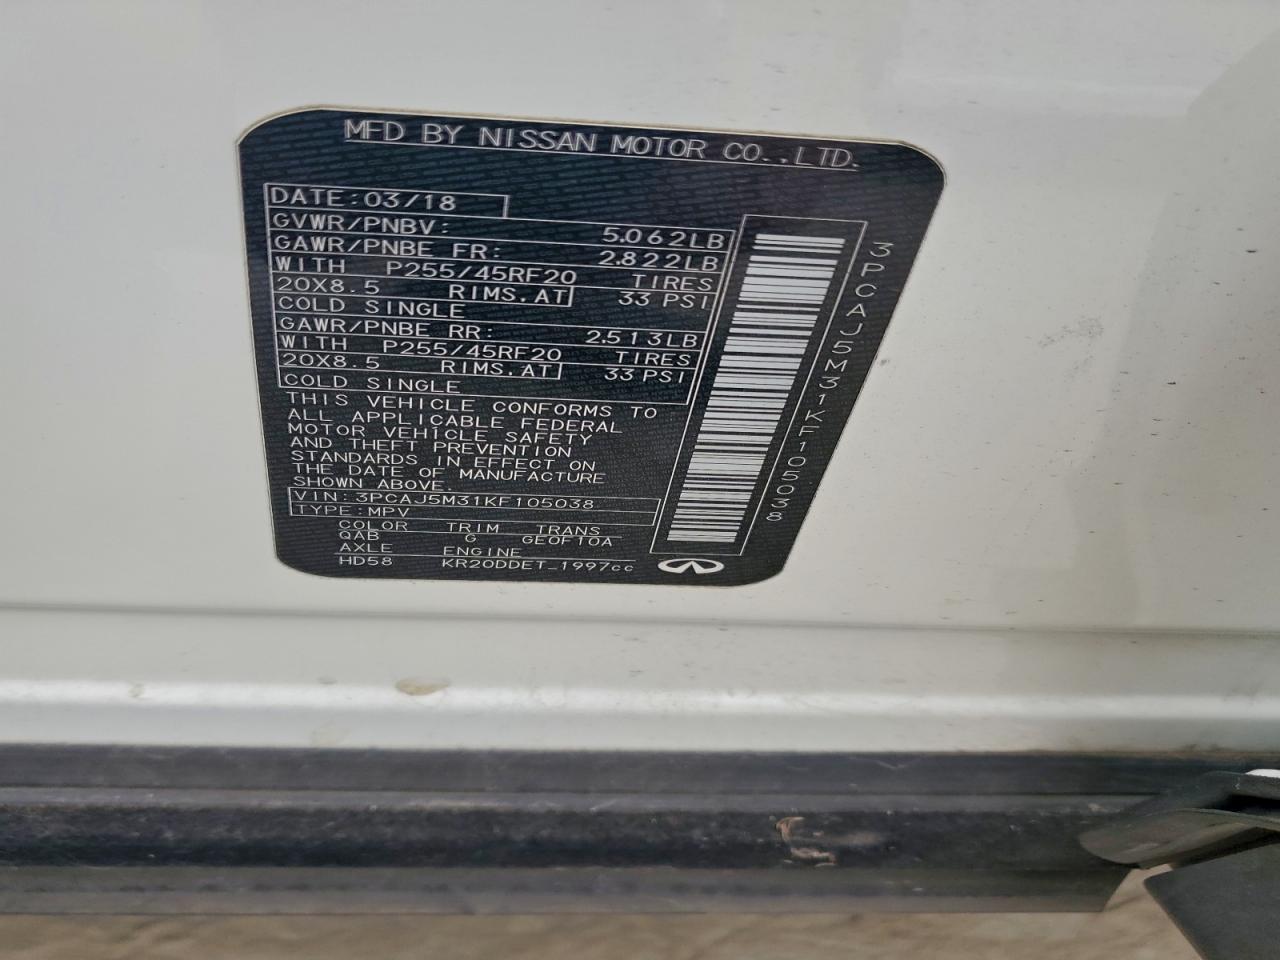 MFD BY NISSAN MOTOR CO.,LTD.
DATE:03/18
GVWR/PNBV: 5.062LB
GAWR/PNBE FR: 2.822LB
WITH P255/45RF20 TIRES
20X8.5 RIMS.AT 33 PSI
COLD SINGLE
GAWR/PNBE RR: 2.513LB
WITH P255/45RF20 TIRES
20X8.5 RIMS.AT 33 PSI
COLD SINGLE
THIS VEHICLE CONFORMS TO
ALL APPLICABLE FEDERAL
MOTOR VEHICLE SAFETY
AND THEFT PREVENTION
STANDARDS IN EFFECT ON
THE DATE OF MANUFACTURE
SHOWN ABOVE.
VIN:3PCAJ5M31KF105038
TYPE:MPV
COLOR TRIM TRANS
QAB G GEOF10A
AXLE ENGINE
HD58 KR20DDET_1997cc
3PCAJ5M31KF105038